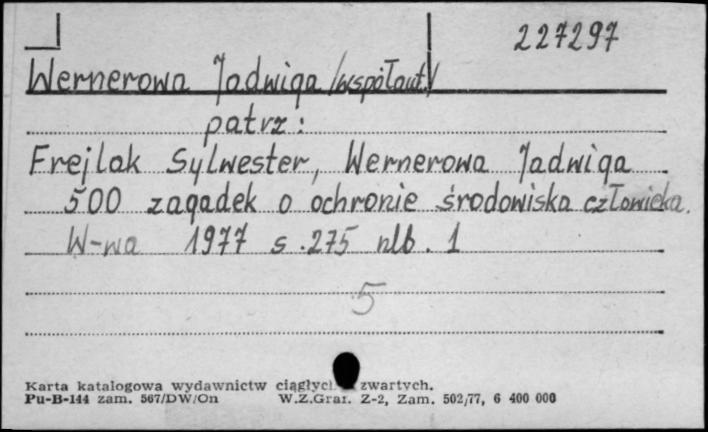 227297
Wernerowa Jadwiga /współaut./
patrz:
Frejlak Sylwester, Wernerowa Jadwiga
500 zagadek o ochronie środowiska człowieka.
W-wa 1977 s. 275 nlb. 1
5
Karta katalogowa wydawnictw zwartych.
Pu-B-144 zam. 567/DW/On W.Z.Graf. Z-2, Zam. 502/77, 6 400 000